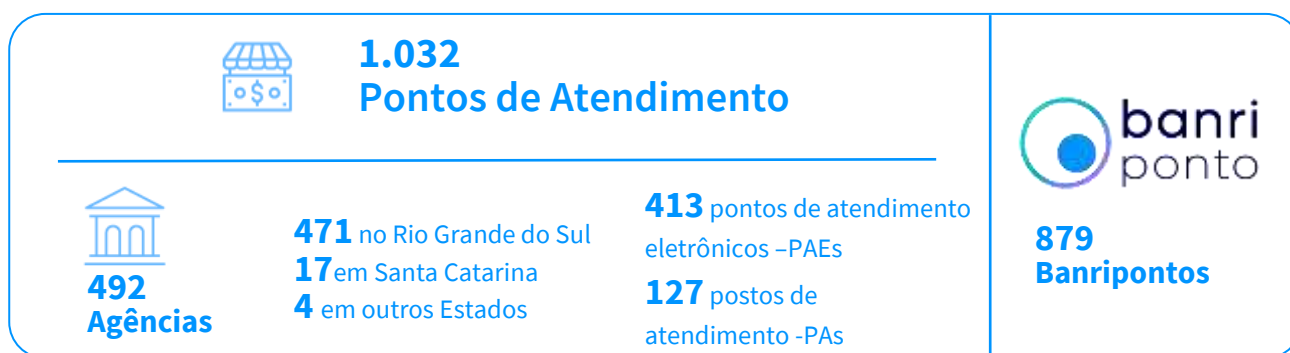 1.032
Pontos de Atendimento
492
Agências
471 no Rio Grande do Sul
17em Santa Catarina
4 em outros Estados
413 pontos de atendimento
eletrônicos –PAEs
127 postos de
atendimento -PAs
banri
ponto
879
Banripontos